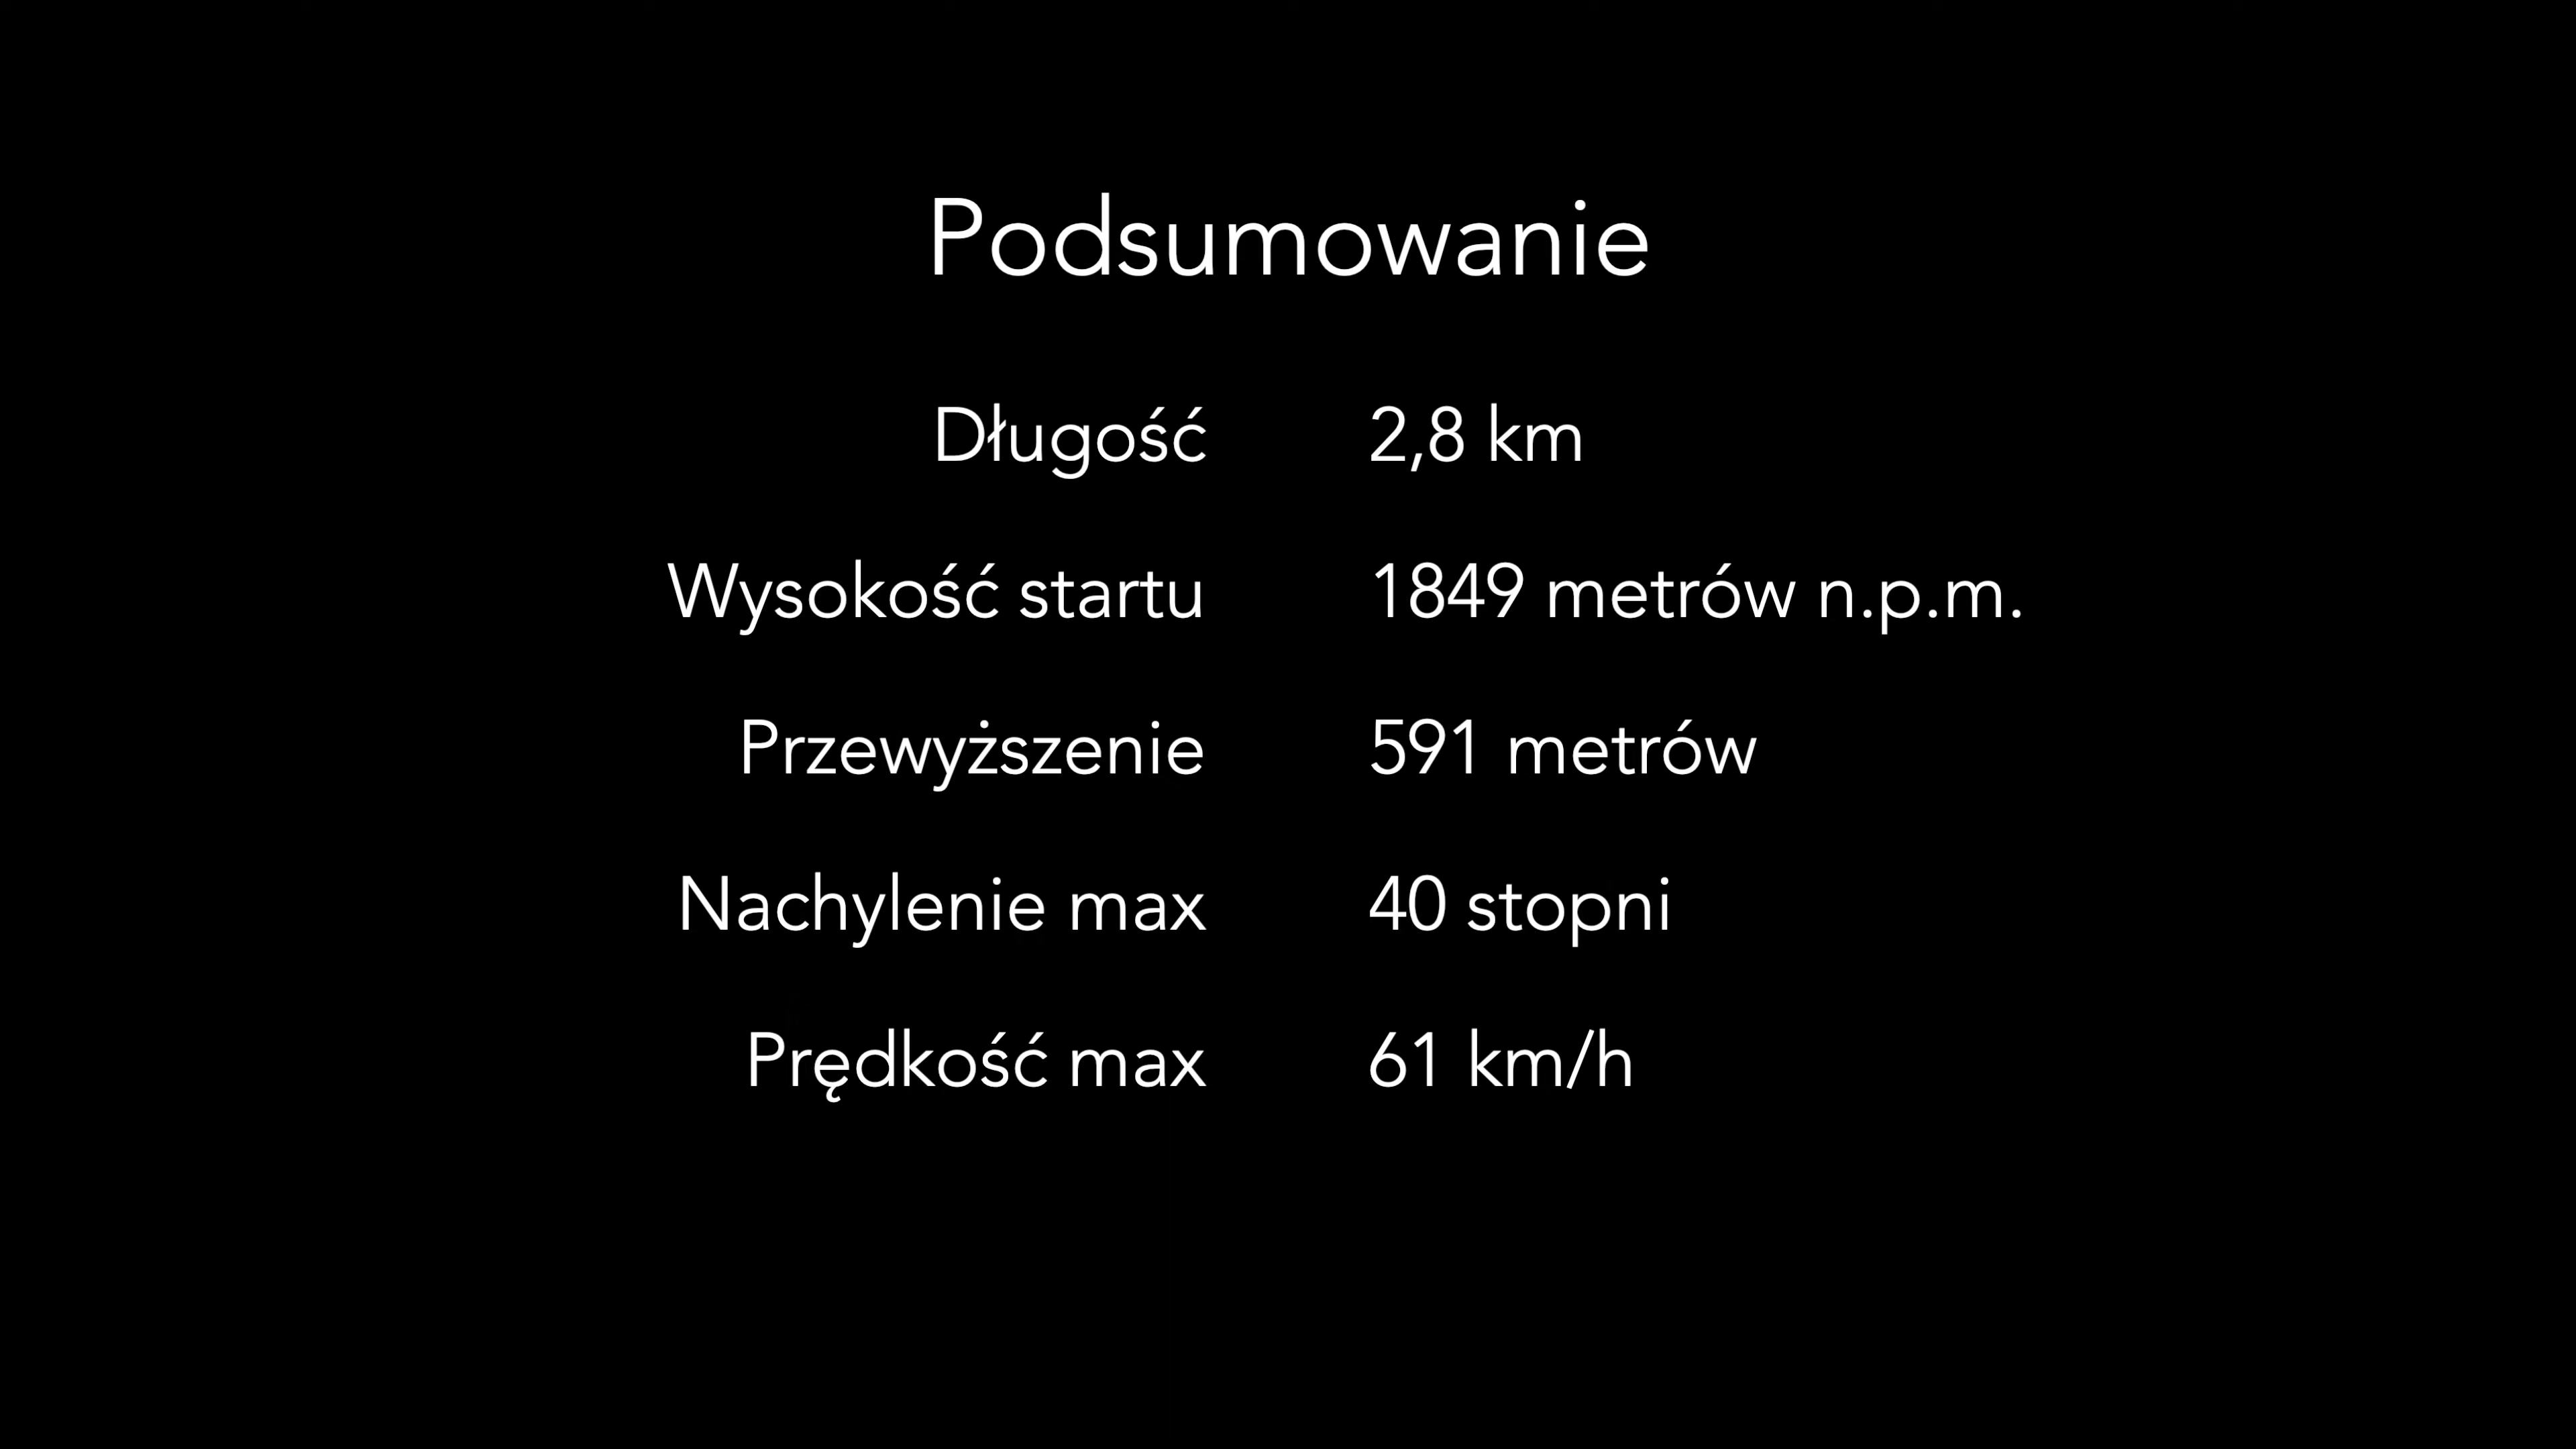 Podsumowanie
Długość 2,8 km
Wysokość startu 1849 metrów n.p.m.
Przewyższenie 591 metrów
Nachylenie max 40 stopni
Prędkość max 61 km/h